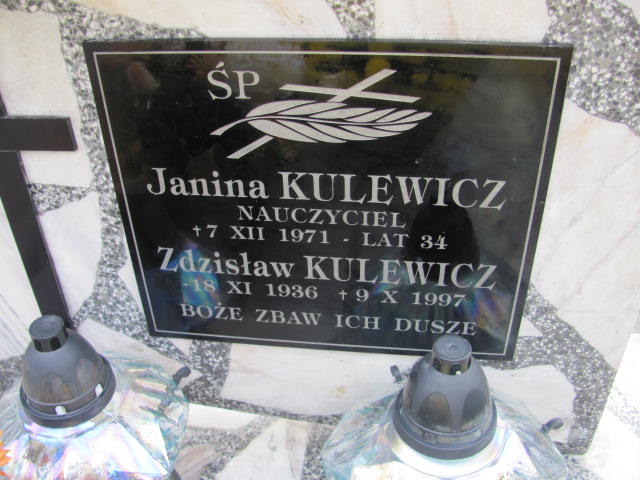 ŚP
Janina KULEWICZ
NAUCZYCIEL
†7 XII 1971 - LAT 34
Zdzisław KULEWICZ
-18 XI 1936 †9 X 1997
BOŻE ZBAW ICH DUSZE